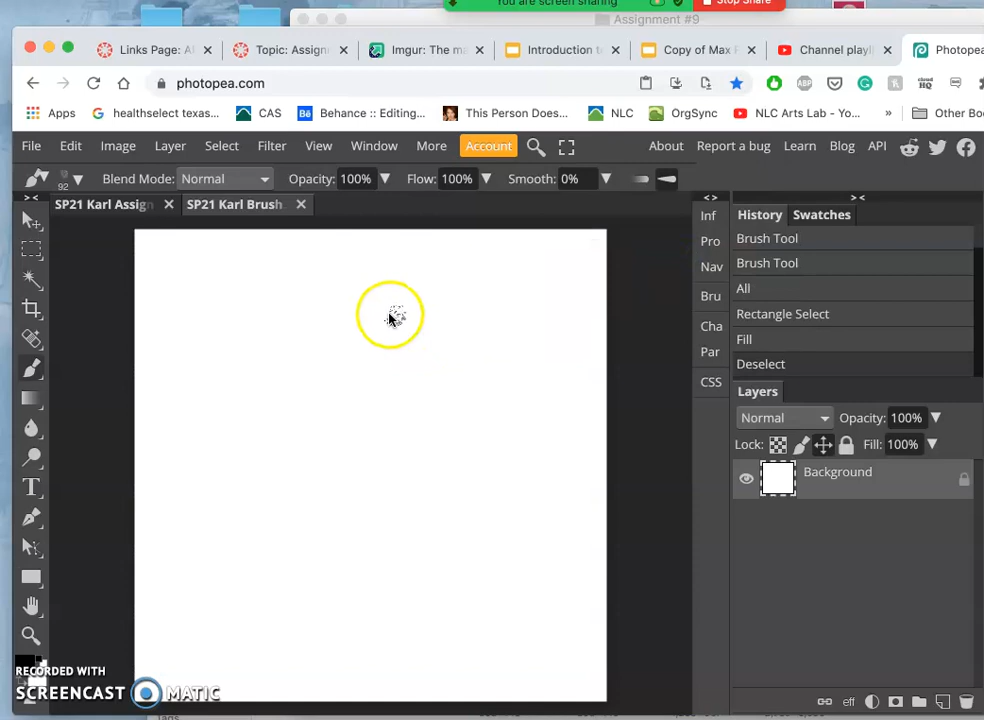 You are screen sharing Stop Share
Assignment #9
Links Page: A Topic: Assign Imgur: The ma Introduction t Copy of Max F Channel playl Photopea
photopea.com
Apps healthselect texas... CAS Behance :: Editing... This Person Does... NLC OrgSync NLC Arts Lab - Yo... » Other Bo
File Edit Image Layer Select Filter View Window More Account About Report a bug Learn Blog API
92 Blend Mode: Normal Opacity: 100% Flow: 100% Smooth: 0%
SP21 Karl Assign SP21 Karl Brush
Inf
Pro
Nav
Bru
Cha
Par
CSS
History Swatches
Brush Tool
Brush Tool
All
Rectangle Select
Fill
Deselect
Layers
Normal Opacity: 100%
Lock: Fill: 100%
Background
eff
RECORDED WITH
SCREENCAST MATIC